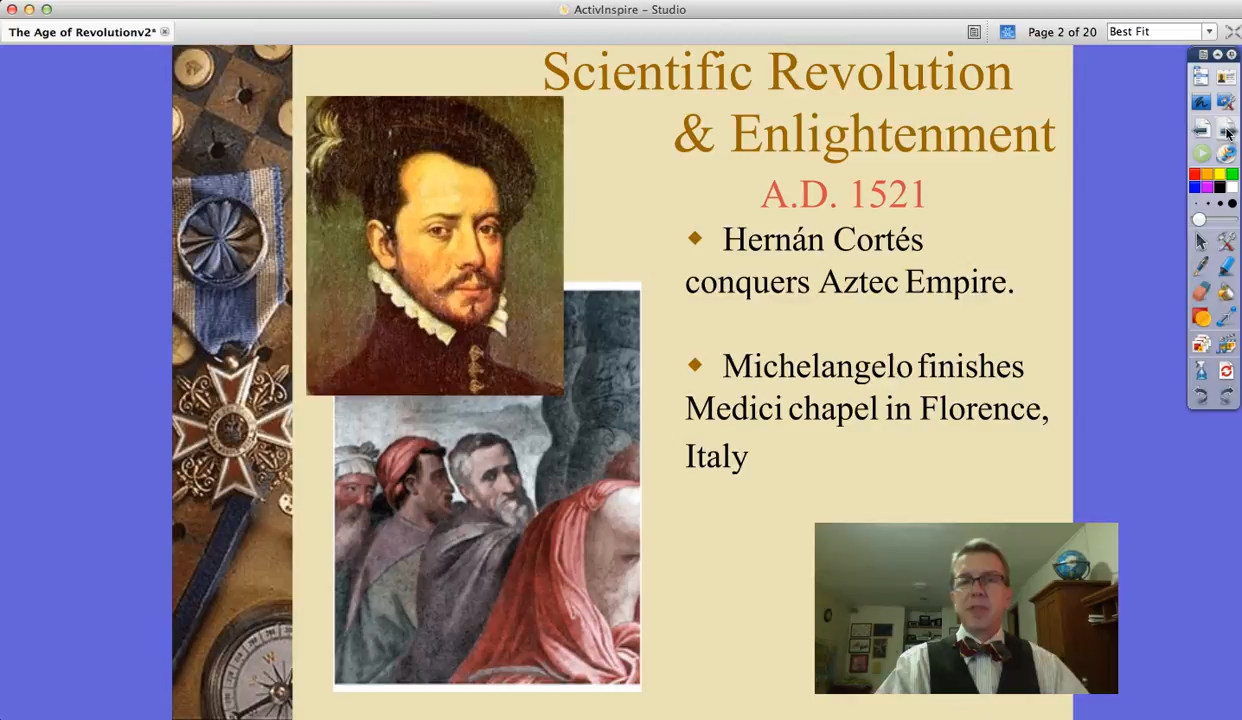 ActivInspire - Studio
The Age of Revolutionv2*
Page 2 of 20
Best Fit
Scientific Revolution
& Enlightenment
A.D. 1521
Hernán Cortés
conquers Aztec Empire.
Michelangelo finishes
Medici chapel in Florence,
Italy